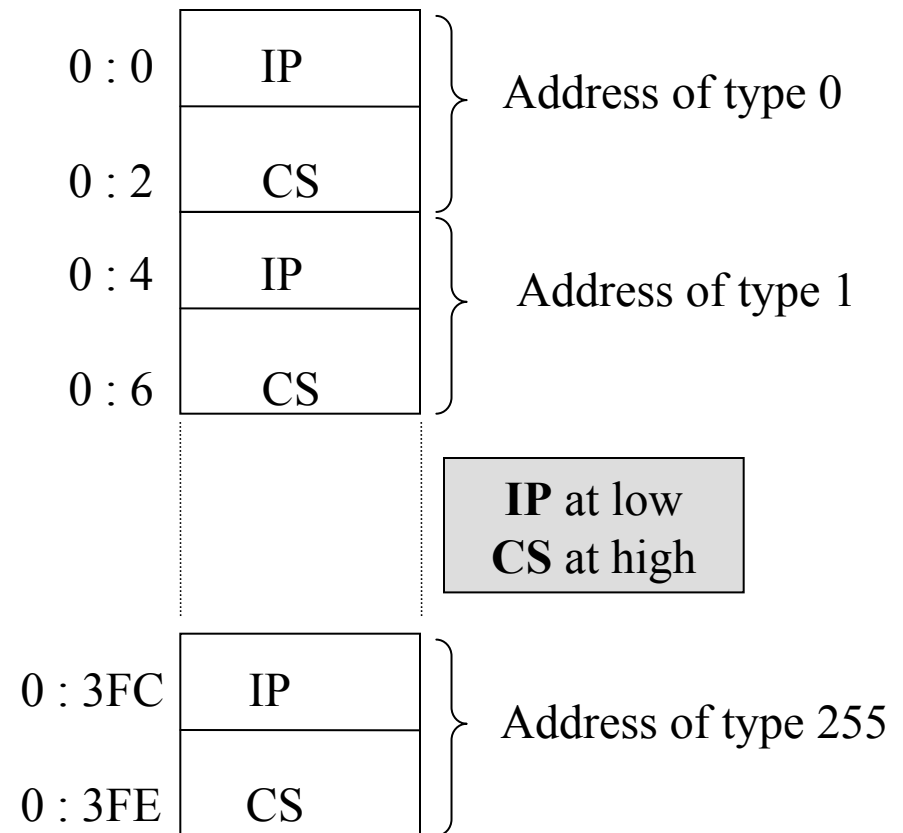 0 : 0 IP
Address of type 0
0 : 2 CS
0 : 4 IP
Address of type 1
0 : 6 CS
IP at low
CS at high
0 : 3FC IP
Address of type 255
0 : 3FE CS